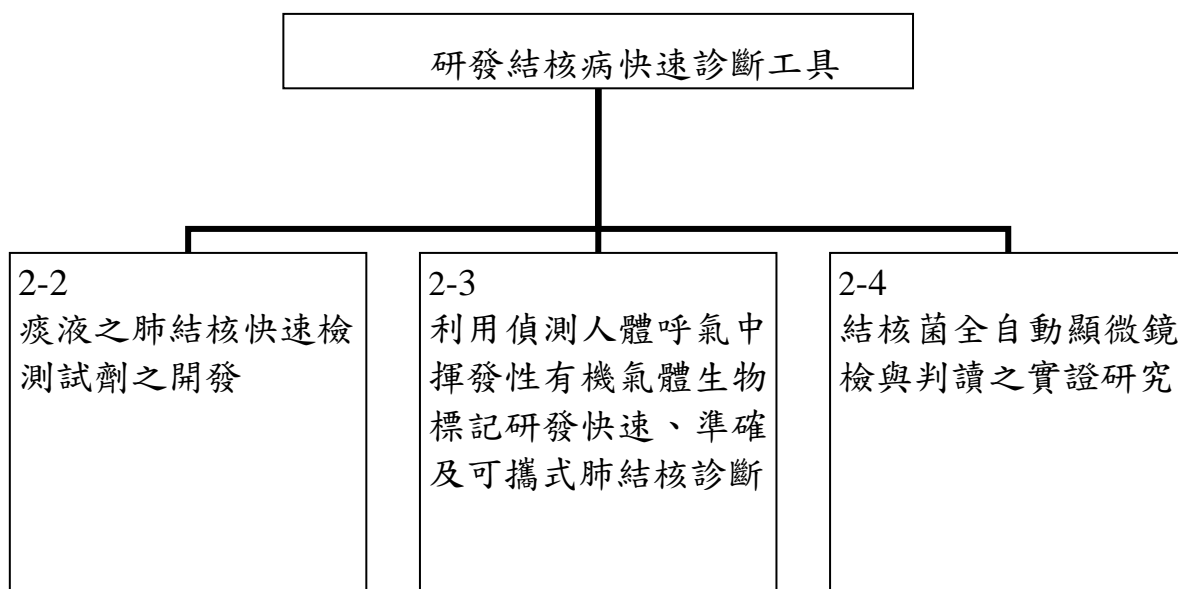 研發結核病快速診斷工具
2-2
痰液之肺結核快速檢
測試劑之開發
2-3
利用偵測人體呼氣中
揮發性有機氣體生物
標記研發快速、準確
及可攜式肺結核診斷
2-4
結核菌全自動顯微鏡
檢與判讀之實證研究